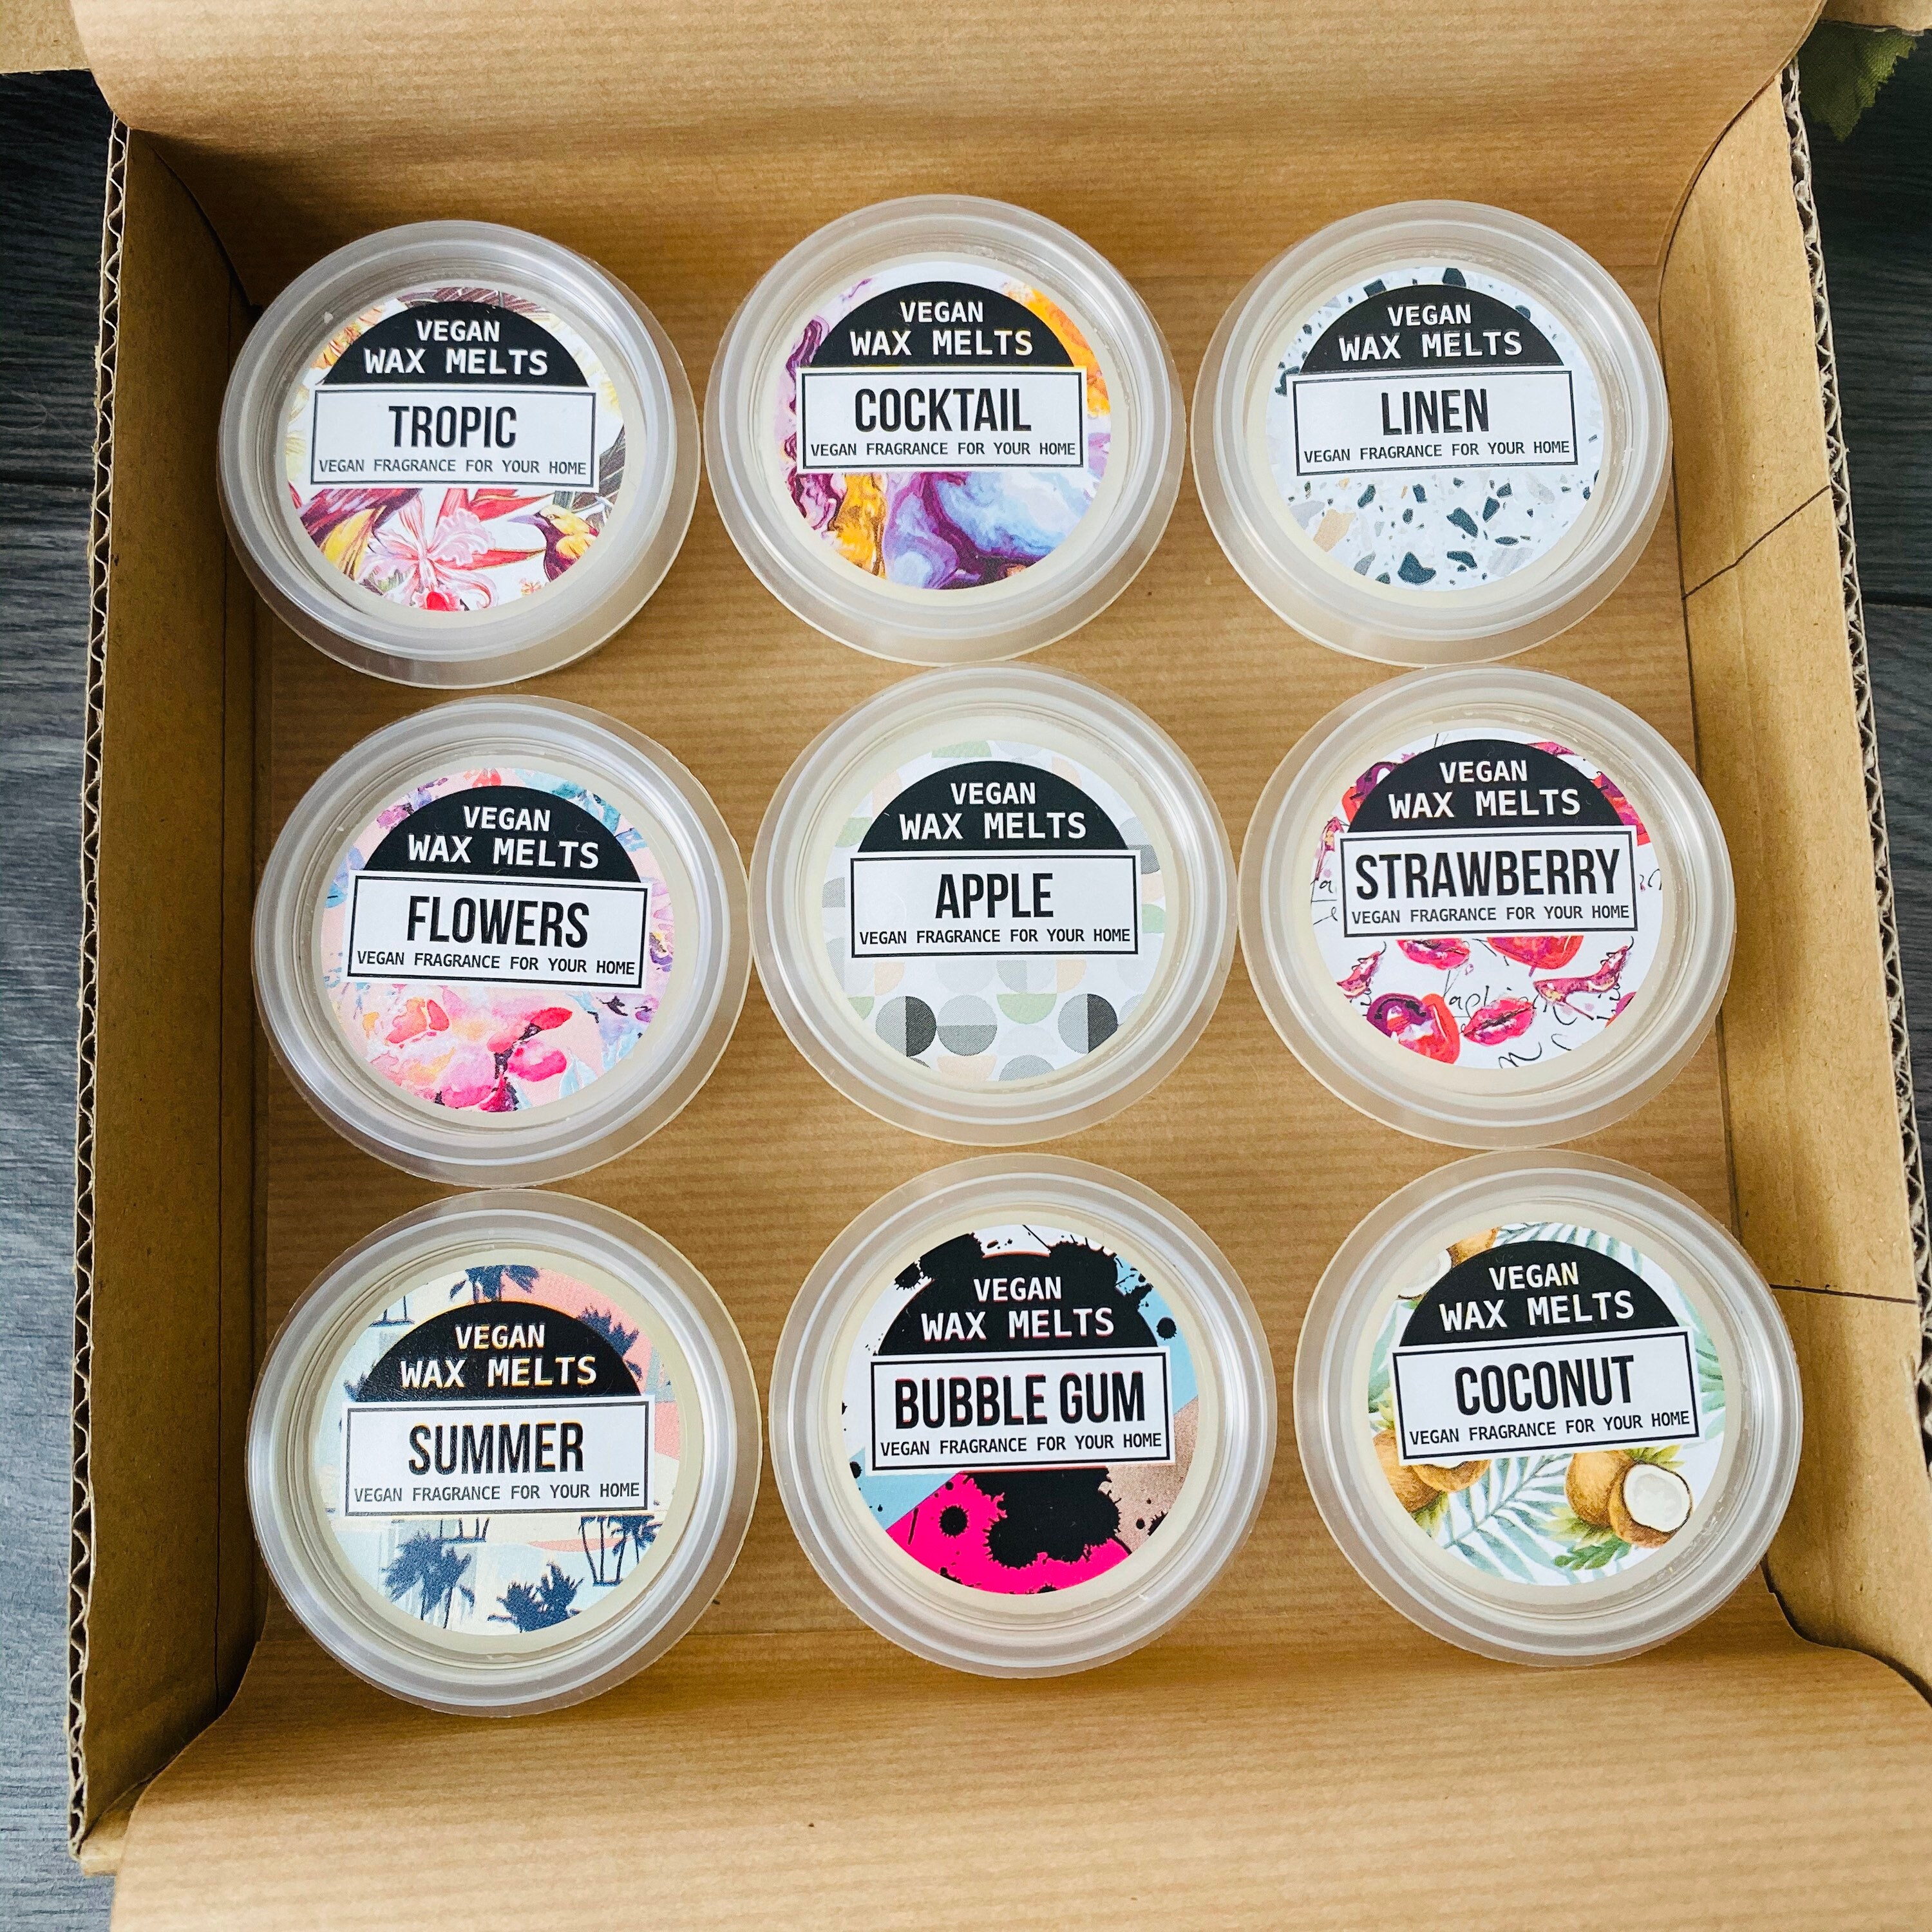 VEGAN
WAX MELTS
TROPIC
VEGAN FRAGRANCE FOR YOUR HOME
VEGAN
WAX MELTS
COCKTAIL
VEGAN FRAGRANCE FOR YOUR HOME
VEGAN
WAX MELTS
LINEN
VEGAN FRAGRANCE FOR YOUR HOME
VEGAN
WAX MELTS
FLOWERS
VEGAN FRAGRANCE FOR YOUR HOME
VEGAN
WAX MELTS
APPLE
VEGAN FRAGRANCE FOR YOUR HOME
VEGAN
WAX MELTS
STRAWBERRY
VEGAN FRAGRANCE FOR YOUR HOME
VEGAN
WAX MELTS
SUMMER
VEGAN FRAGRANCE FOR YOUR HOME
VEGAN
WAX MELTS
BUBBLE GUM
VEGAN FRAGRANCE FOR YOUR HOME
VEGAN
WAX MELTS
COCONUT
VEGAN FRAGRANCE FOR YOUR HOME